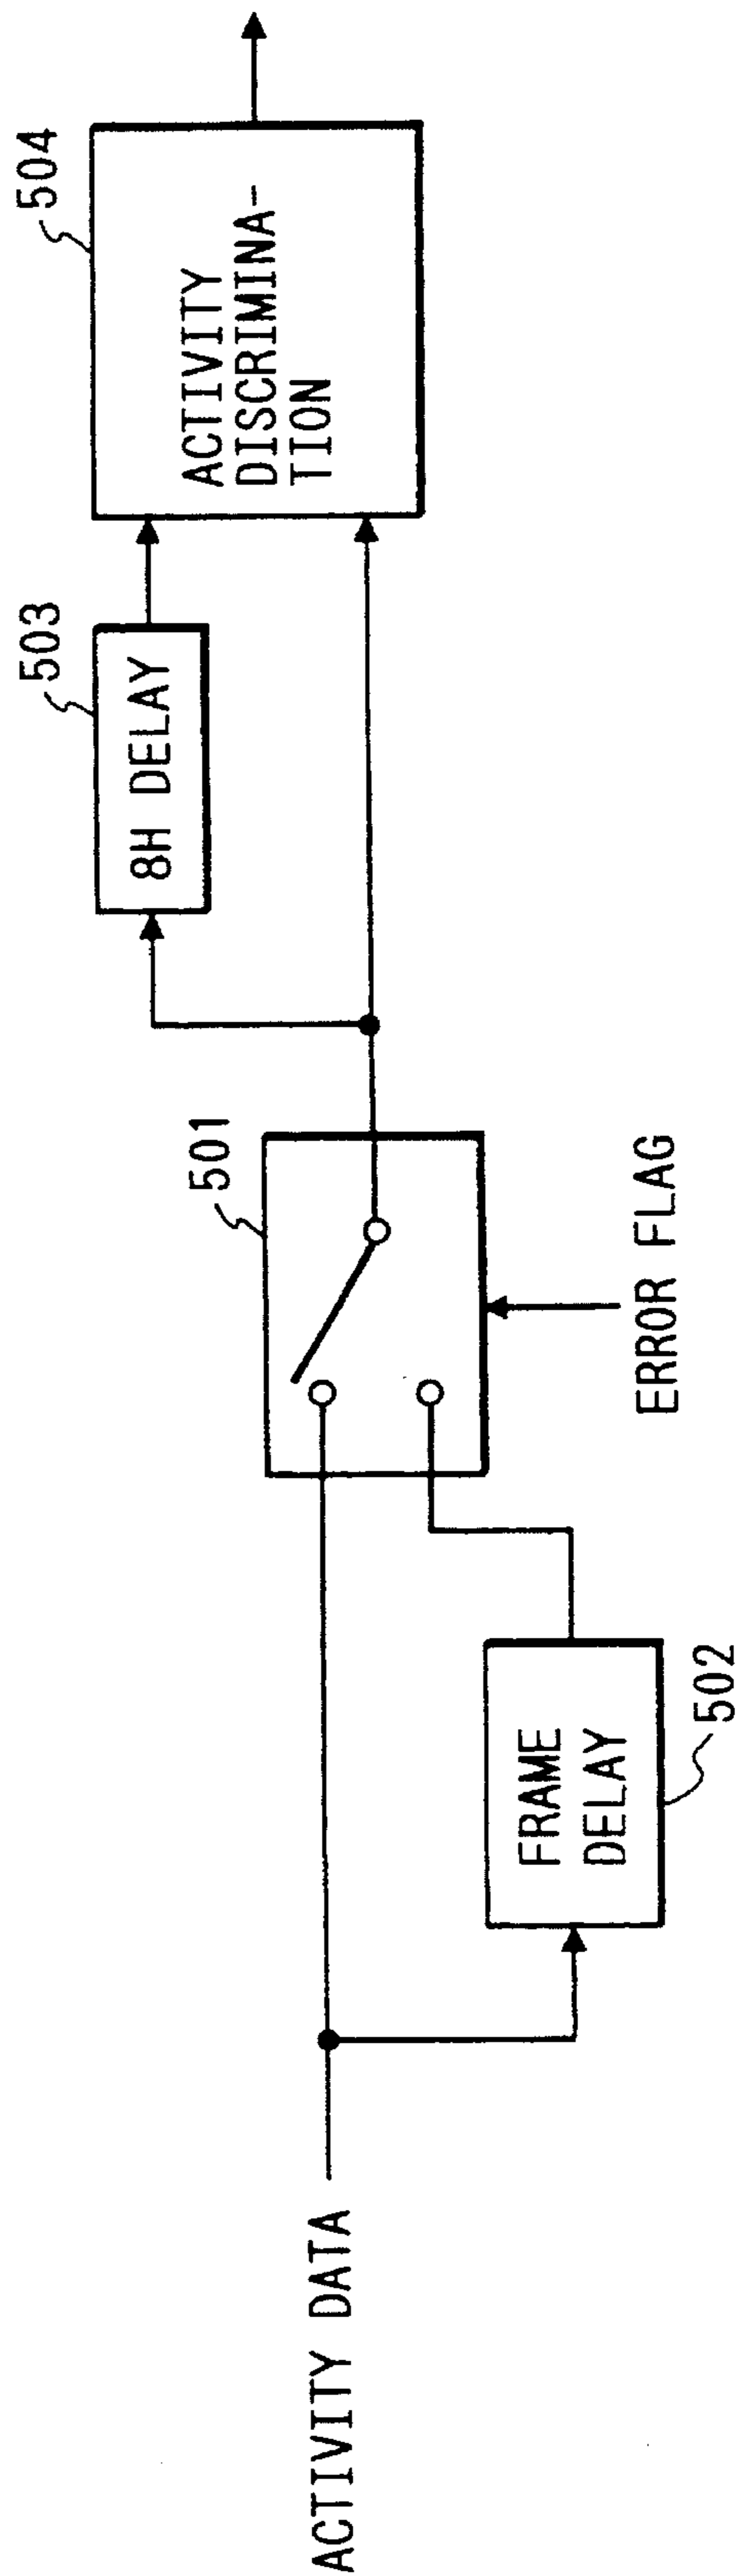 ACTIVITY DATA
FRAME
DELAY
502
501
ERROR FLAG
8H DELAY
503
ACTIVITY
DISCRIMINA-
TION
504